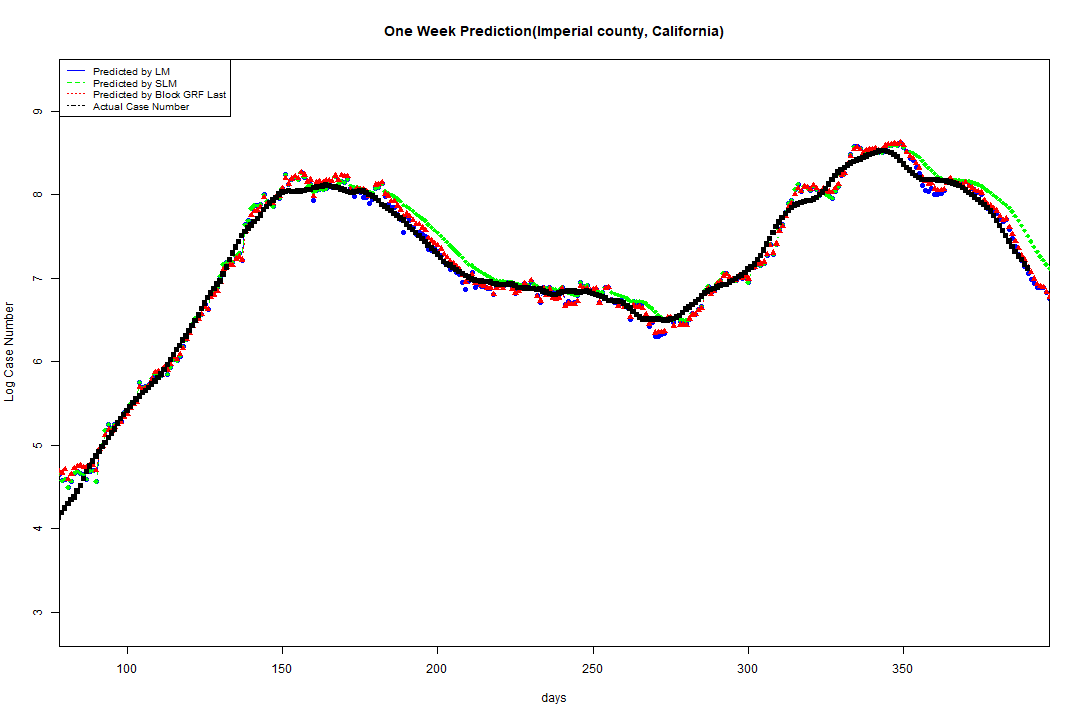 One Week Prediction(Imperial county, California)
Predicted by LM
Predicted by SLM
Predicted by Block GRF Last
Actual Case Number
9
8
7
6
5
4
3
Log Case Number
100 150 200 250 300 350
days